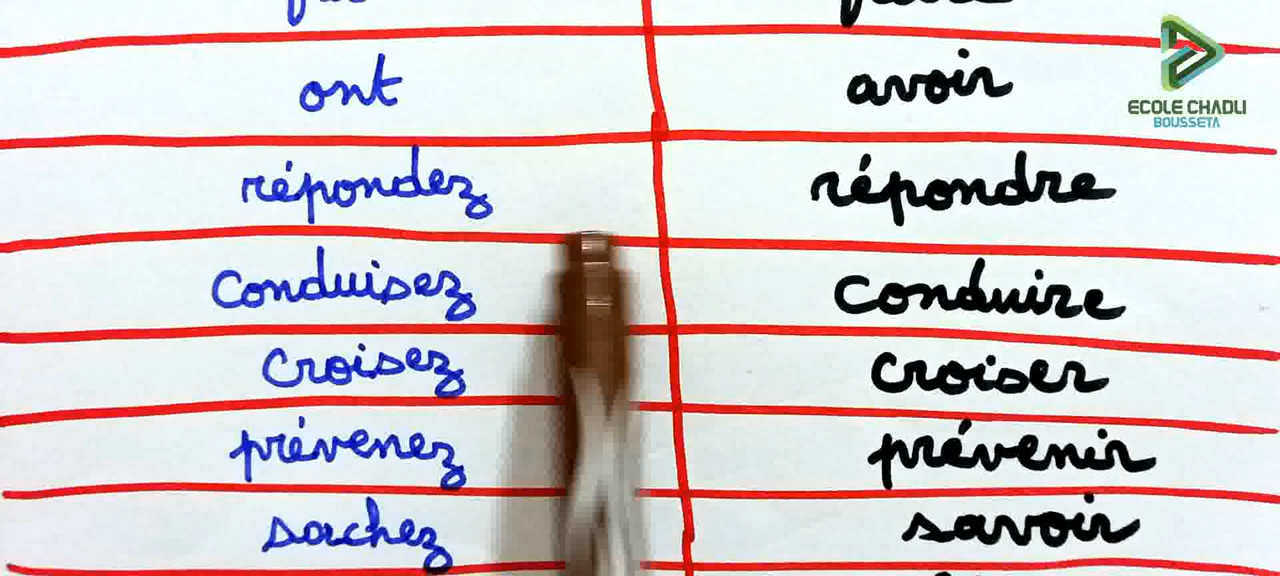 ont avoir
répondez répondre
conduisez conduire
croisez croiser
prévenez prévenir
sachez savoir
ECOLE CHADLI
BOUSSETA